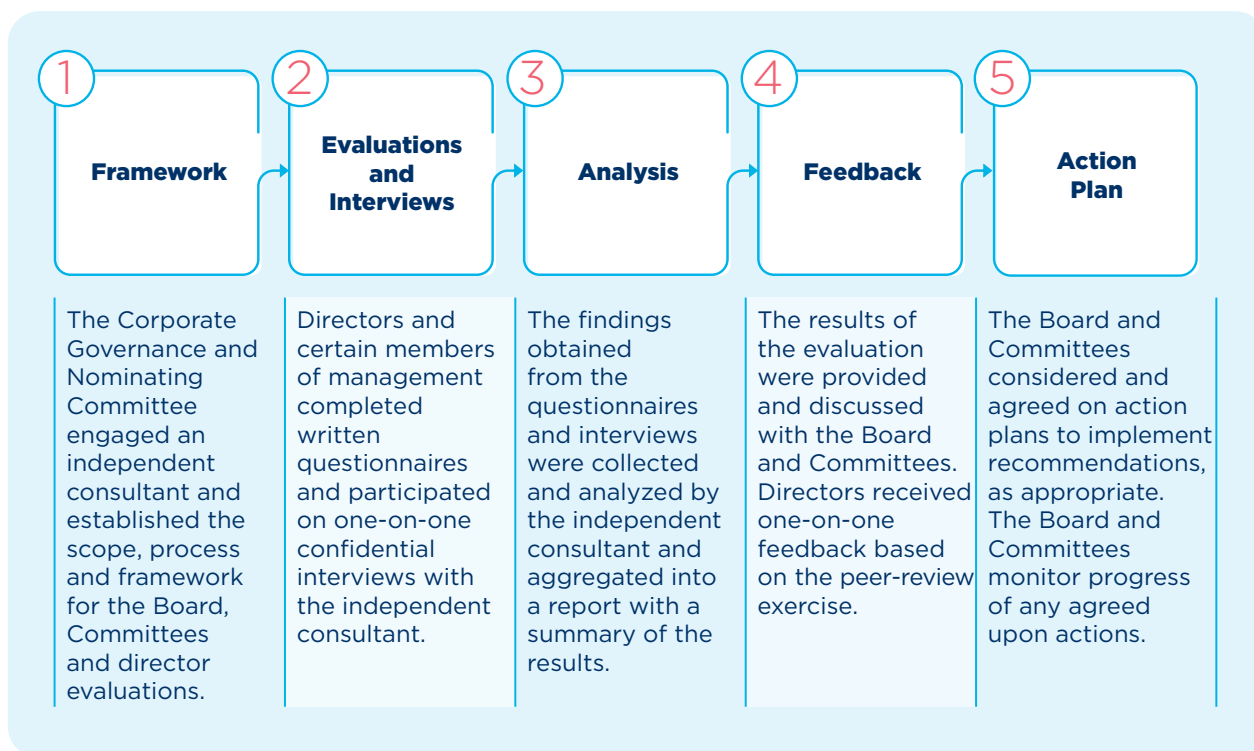 1
Framework
2
Evaluations
and
Interviews
3
Analysis
4
Feedback
5
Action
Plan
The Corporate
Governance and
Nominating
Committee
engaged an
independent
consultant and
established the
scope, process
and framework
for the Board,
Committees
and director
evaluations.
Directors and
certain members
of management
completed
written
questionnaires
and participated
on one-on-one
confidential
interviews with
the independent
consultant.
The findings
obtained
from the
questionnaires
and interviews
were collected
and analyzed by
the independent
consultant and
aggregated into
a report with a
summary of the
results.
The results of
the evaluation
were provided
and discussed
with the Board
and Committees.
Directors received
one-on-one
feedback based
on the peer-review
exercise.
The Board and
Committees
considered and
agreed on action
plans to implement
recommendations,
as appropriate.
The Board and
Committees
monitor progress
of any agreed
upon actions.